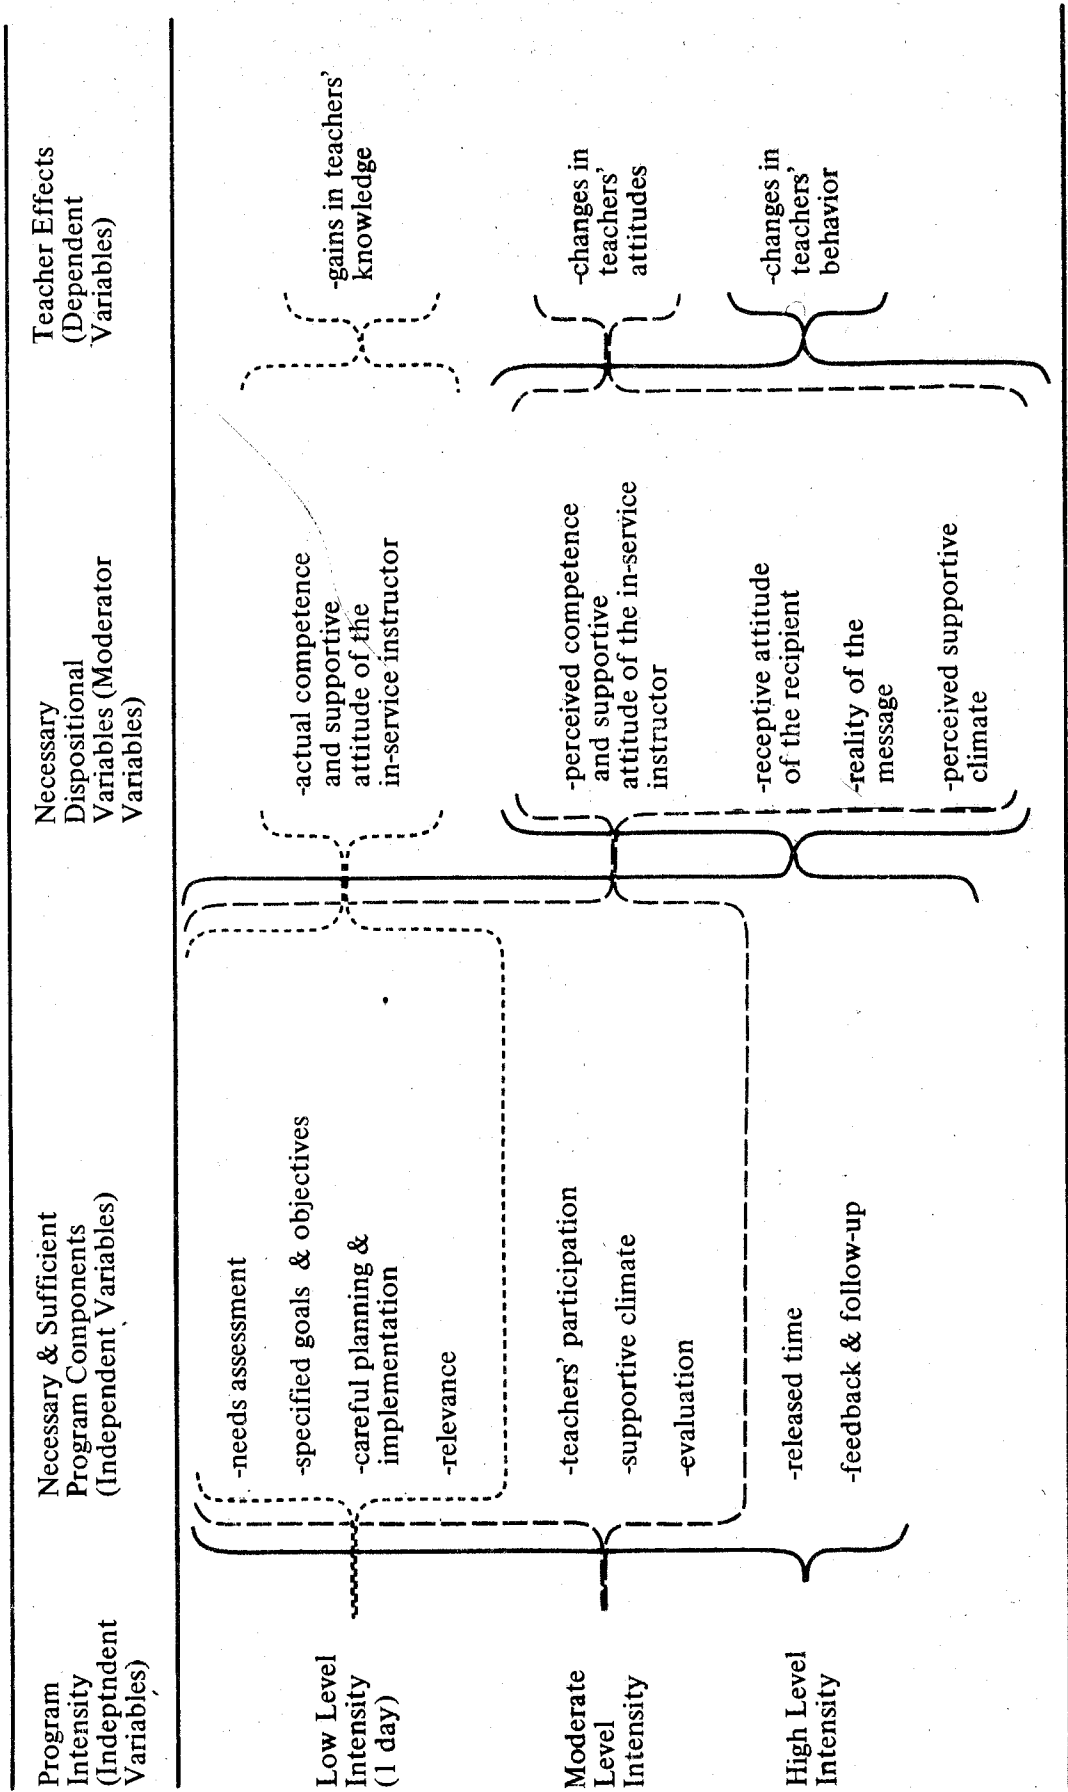 Program
Intensity
(Indeptndent
Variables)
Necessary & Sufficient
Program Components
(Independent Variables)
Necessary
Dispositional
Variables (Moderator
Variables)
Teacher Effects
(Dependent
Variables)
Low Level
Intensity
(1 day)
-needs assessment
-specified goals & objectives
-careful planning &
implementation
-relevance
-actual competence
and supportive
attitude of the
in-service instructor
-gains in teachers'
knowledge
Moderate
Level
Intensity
-teachers' participation
-supportive climate
-evaluation
-perceived competence
and supportive
attitude of the in-service
instructor
-changes in
teachers'
attitudes
High Level
Intensity
-released time
-feedback & follow-up
-receptive attitude
of the recipient
-reality of the
message
-perceived supportive
climate
-changes in
teachers'
behavior